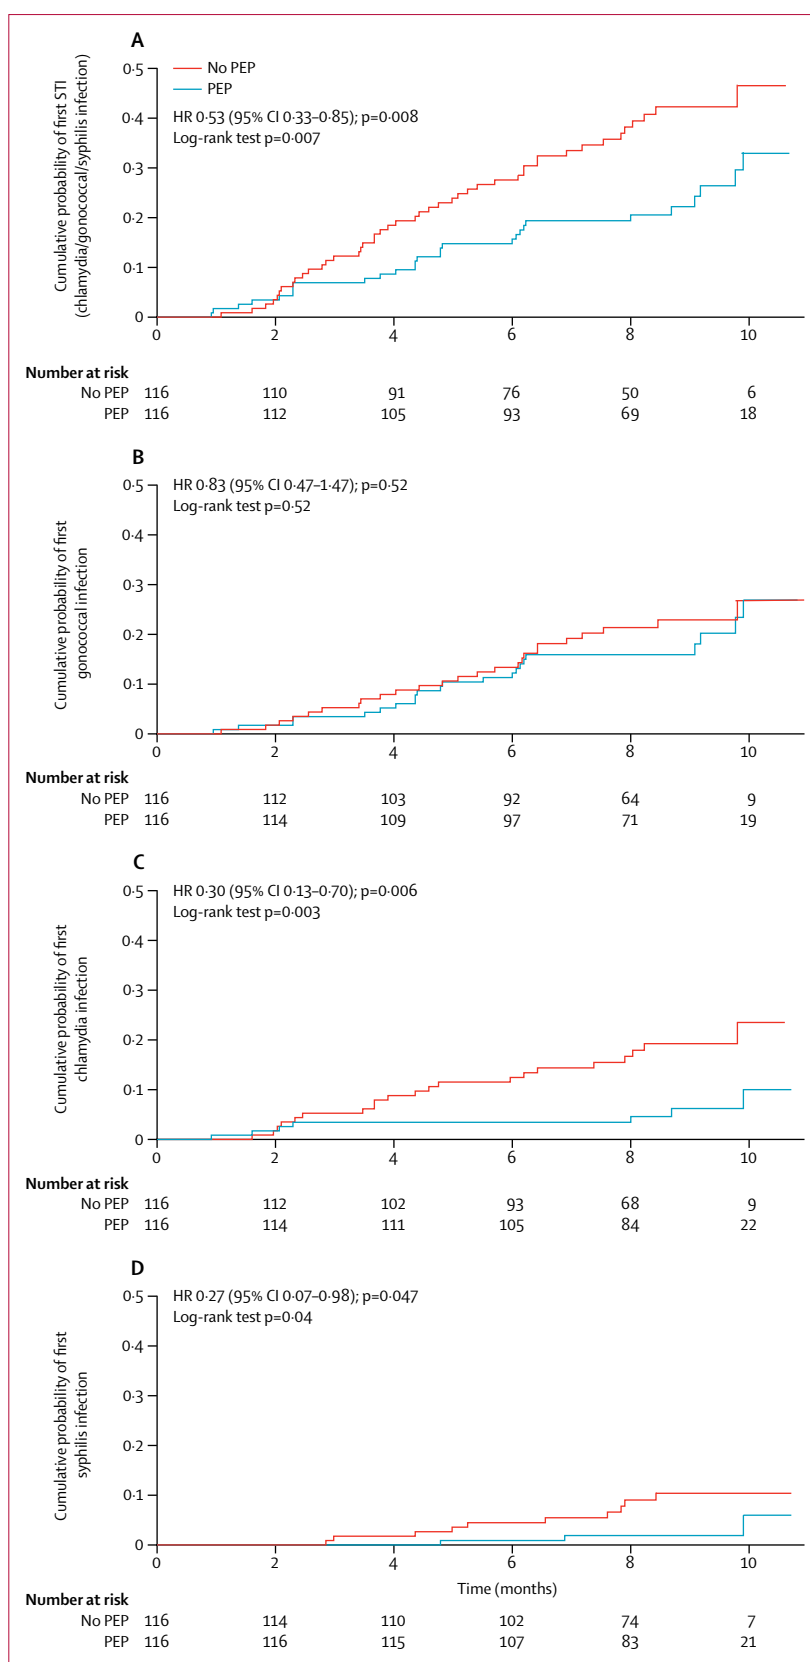 A
Cumulative probability of first STI
(chlamydia/gonococcal/syphilis infection)
No PEP
PEP
HR 0·53 (95% CI 0·33–0·85); p=0·008
Log-rank test p=0·007
0·5
0·4
0·3
0·2
0·1
0
0 2 4 6 8 10
Number at risk
No PEP 116 110 91 76 50 6
PEP 116 112 105 93 69 18
B
Cumulative probability of first
gonococcal infection
HR 0·83 (95% CI 0·47–1·47); p=0·52
Log-rank test p=0·52
0·5
0·4
0·3
0·2
0·1
0
0 2 4 6 8 10
Number at risk
No PEP 116 112 103 92 64 9
PEP 116 114 109 97 71 19
C
Cumulative probability of first
chlamydia infection
HR 0·30 (95% CI 0·13–0·70); p=0·006
Log-rank test p=0·003
0·5
0·4
0·3
0·2
0·1
0
0 2 4 6 8 10
Number at risk
No PEP 116 112 102 93 68 9
PEP 116 114 111 105 84 22
D
Cumulative probability of first
syphilis infection
HR 0·27 (95% CI 0·07–0·98); p=0·047
Log-rank test p=0·04
0·5
0·4
0·3
0·2
0·1
0
0 2 4 6 8 10
Time (months)
Number at risk
No PEP 116 114 110 102 74 7
PEP 116 116 115 107 83 21